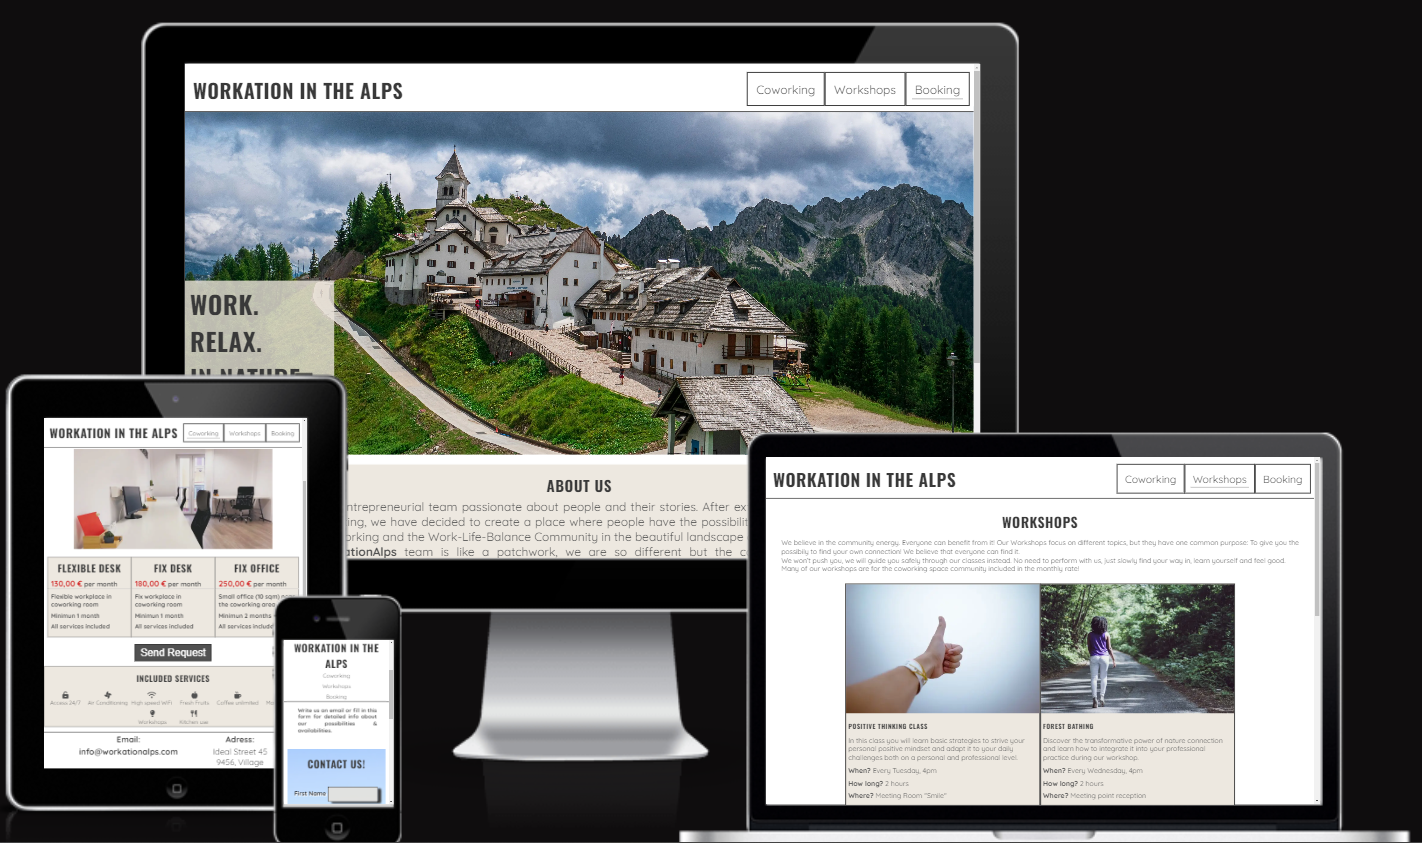 WORKATION IN THE ALPS
Coworking
Workshops
Booking
WORK.
RELAX.
IN NATURE
ABOUT US
ntrepreneurial team passionate about people and their stories. After ex
ing, we have decided to create a place where people have the possibilit
orking and the Work-Life-Balance Community in the beautiful landscape
ationAlps team is like a patchwork, we are so different but the c
WORKATION IN THE ALPS
Coworking
Workshops
Booking
FLEXIBLE DESK
130,00 € per month
Flexible workplace in
coworking room
Minimun 1 month
All services included
FIX DESK
180,00 € per month
Fix workplace in
coworking room
Minimun 1 month
All services included
FIX OFFICE
250,00 € per month
Small office (10 sqm)
the coworking area
Minimun 2 months
All services include
Send Request
INCLUDED SERVICES
Access 24/7
Air Conditioning
High speed WiFi
Fresh Fruits
Coffee unlimited
Workshops
Kitchen use
Email:
info@workationalps.com
Adress:
Ideal Street 45
9456, Village
WORKATION IN THE
ALPS
Coworking
Workshops
Booking
Write us an email or fill in this
form for detailed info about
our possibilities &
availabilities.
CONTACT US!
First Name
WORKATION IN THE ALPS
Coworking
Workshops
Booking
WORKSHOPS
We believe in the community energy. Everyone can benefit from it! Our Workshops focus on different topics, but they have one common purpose: To give you the
possibily to find your own connection! We believe that everyone can find it.
We won't push you, we will guide you safely through our classes instead. No need to perform with us, just slowly find your way in, learn yourself and feel good.
Many of our workshops are for the coworking space community included in the monthly rate!
POSITIVE THINKING CLASS
In this class you will learn basic strategies to strive your
personal positive mindset and adapt it to your daily
challenges both on a personal and professional level.
When? Every Tuesday, 4pm
How long? 2 hours
Where? Meeting Room "Smile"
FOREST BATHING
Discover the transformative power of nature connection
and learn how to integrate it into your professional
practice during our workshop.
When? Every Wednesday, 4pm
How long? 2 hours
Where? Meeting point reception